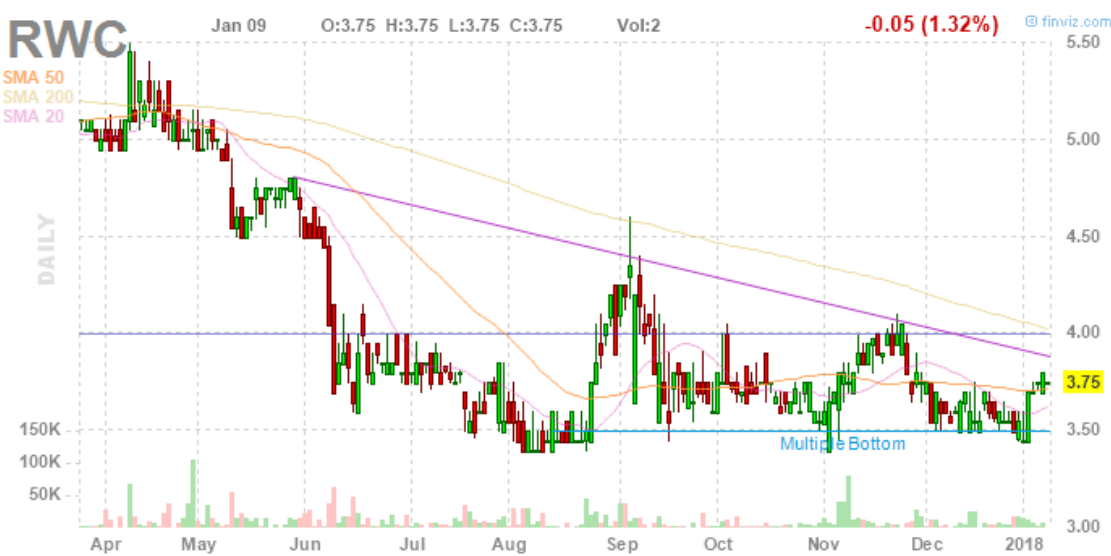 RWC
Jan 09 O:3.75 H:3.75 L:3.75 C:3.75 Vol:2 -0.05 (1.32%) © finviz.com
SMA 50
SMA 200
SMA 20
DAILY
5.50
5.00
4.50
4.00
3.75
3.50
3.00
150K
100K
50K
Multiple Bottom
Apr May Jun Jul Aug Sep Oct Nov Dec 2018